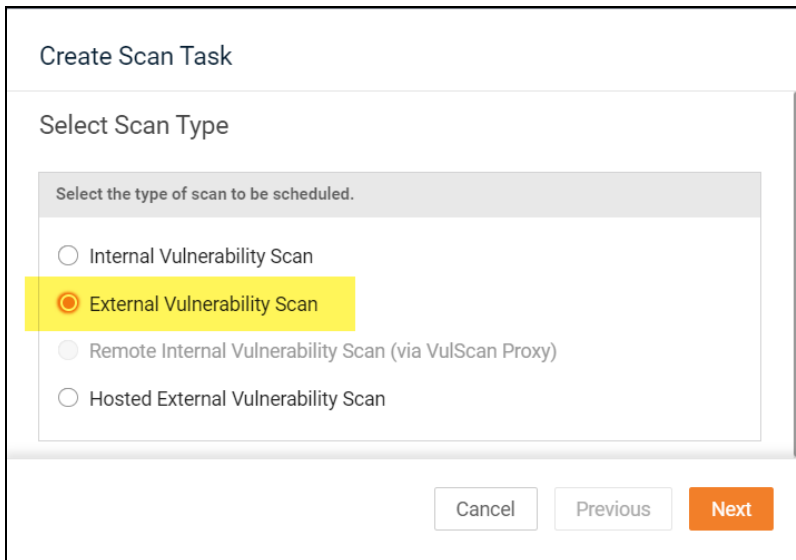 Create Scan Task
Select Scan Type
Select the type of scan to be scheduled.
Internal Vulnerability Scan
External Vulnerability Scan
Remote Internal Vulnerability Scan (via VulScan Proxy)
Hosted External Vulnerability Scan
Cancel Previous Next